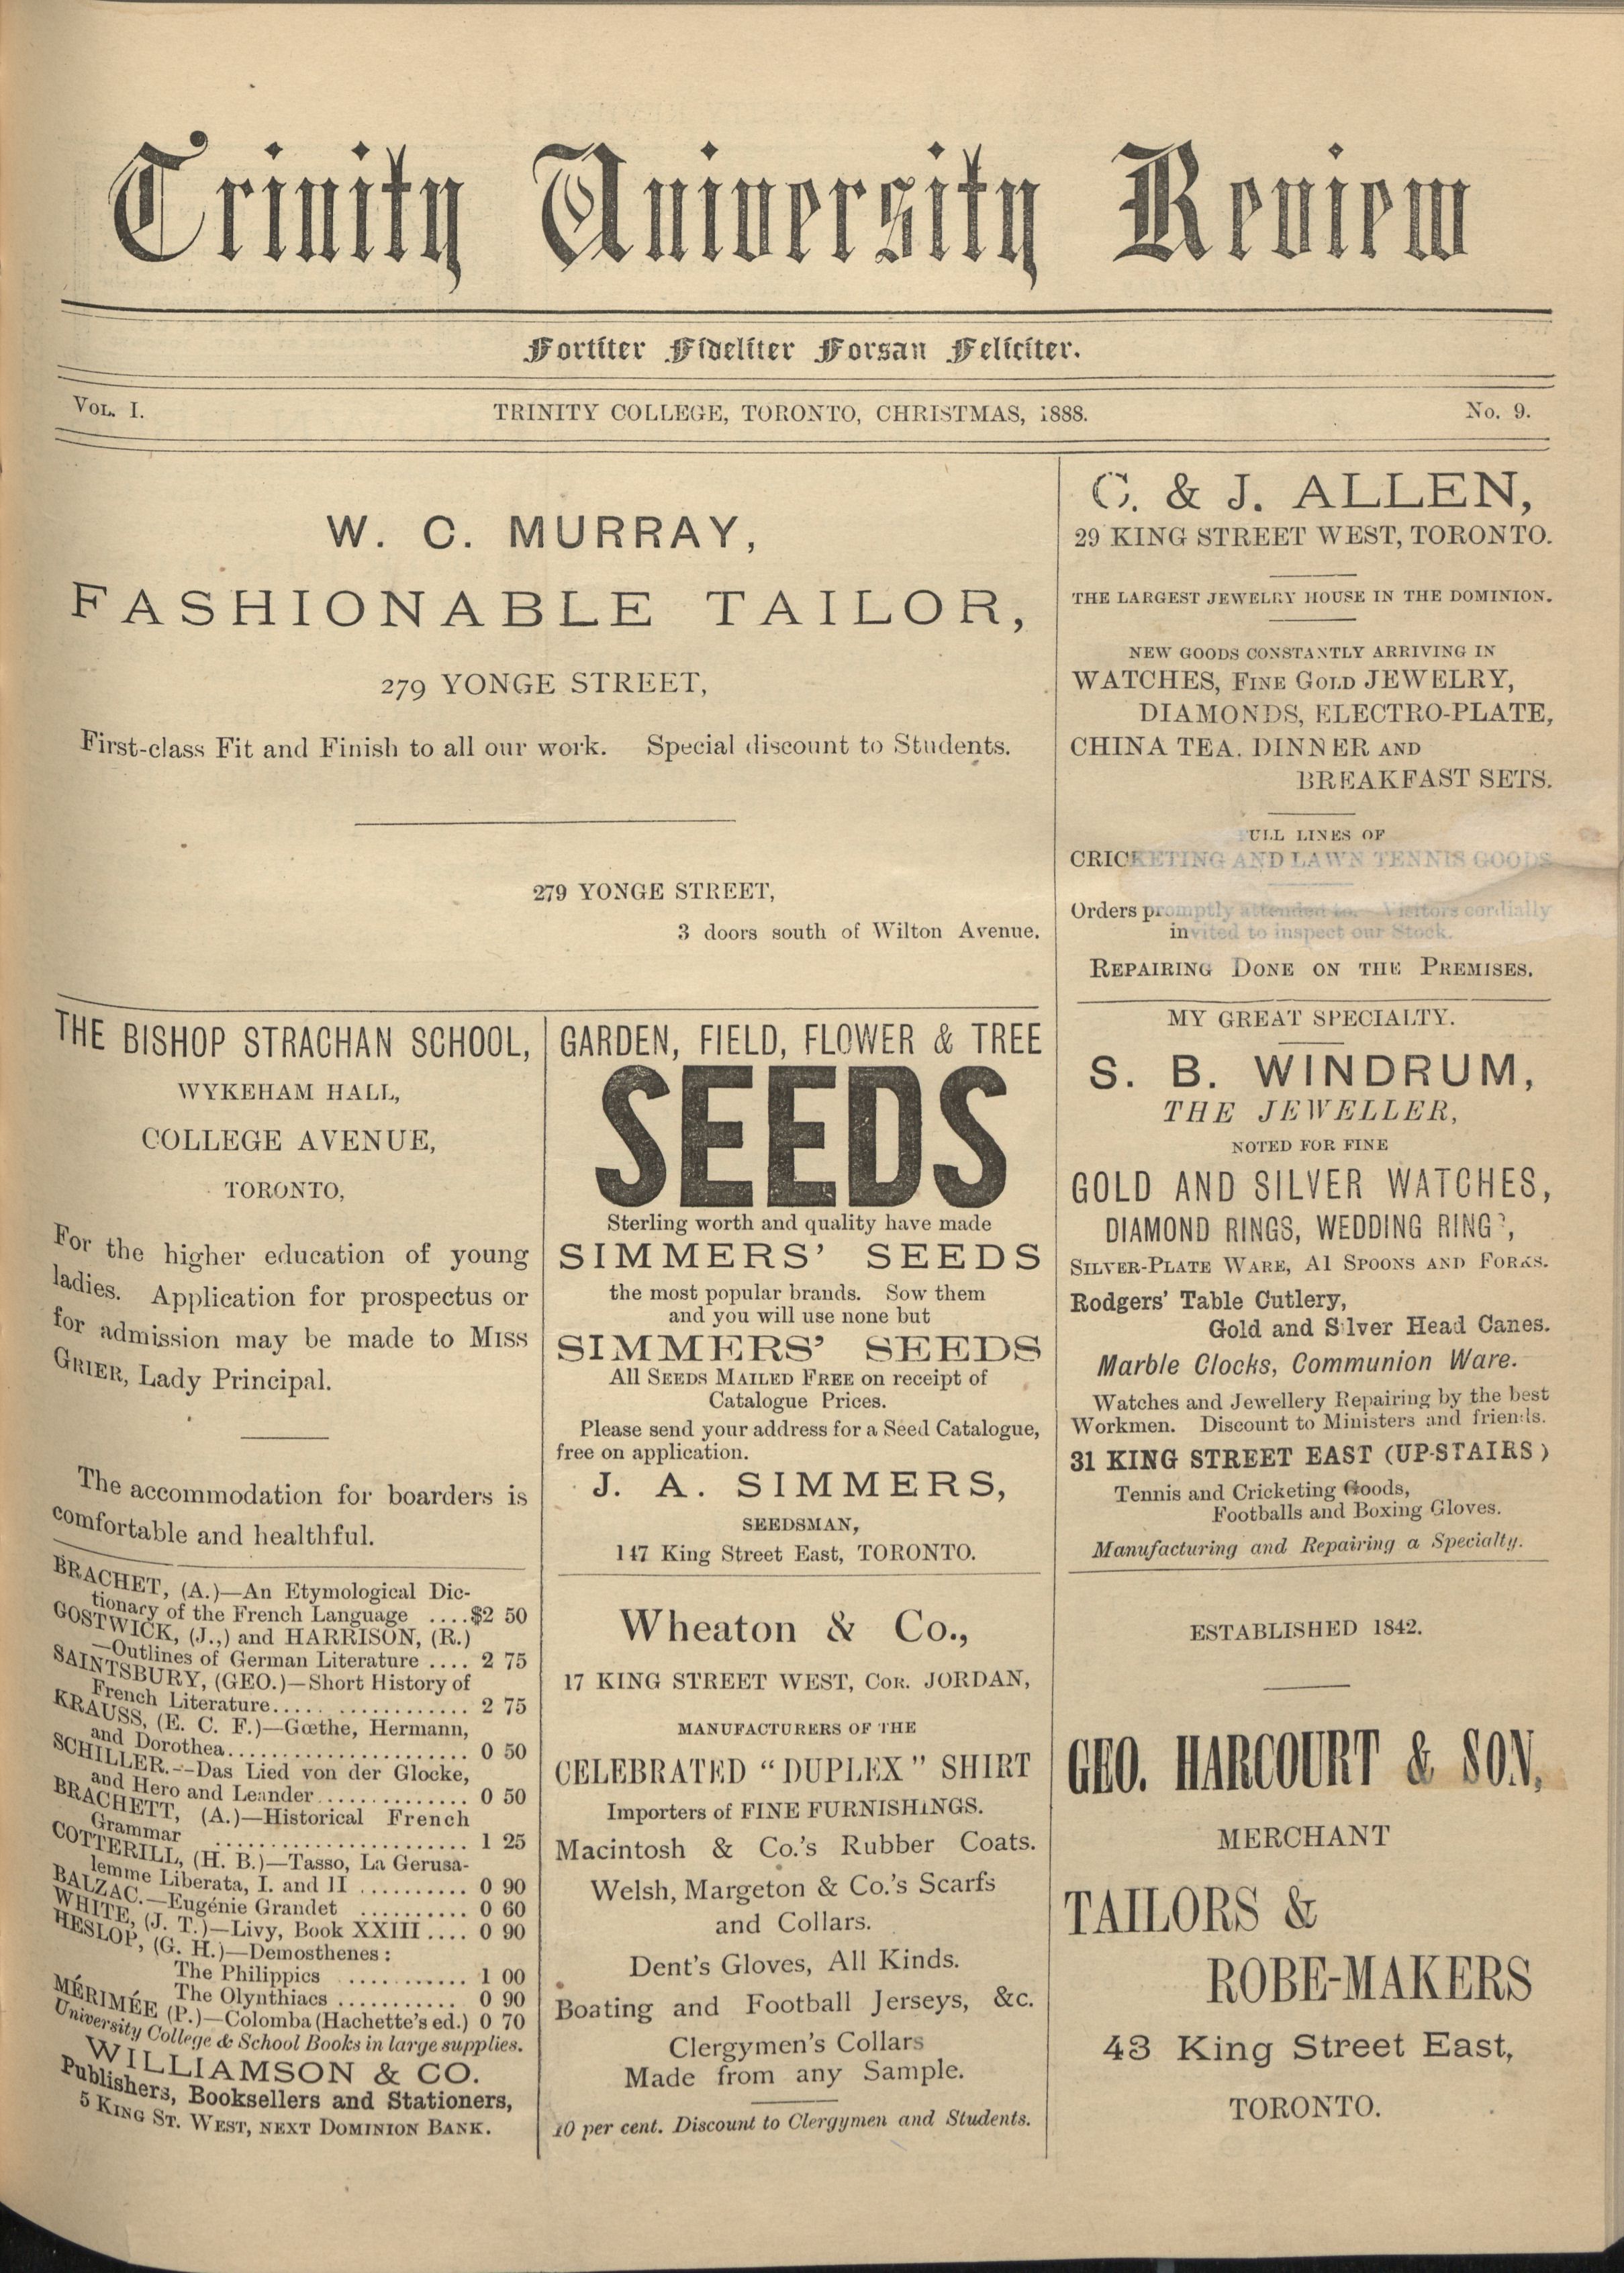 Trinity University Review
Fortiter Fideliter Forsan Feliciter.
VOL. I.
TRINITY COLLEGE, TORONTO, CHRISTMAS, 1888.
No. 9.
W. C. MURRAY,
FASHIONABLE TAILOR,
279 YONGE STREET,
First-class Fit and Finish to all our work. Special discount to Students.
279 YONGE STREET,
3 doors south of Wilton Avenue.
C. & J. ALLEN,
29 KING STREET WEST, TORONTO.
THE LARGEST JEWELRY HOUSE IN THE DOMINION.
NEW GOODS CONSTANTLY ARRIVING IN
WATCHES, FINE GOLD JEWELRY,
DIAMONDS, ELECTRO-PLATE,
CHINA TEA. DINNER AND
BREAKFAST SETS.
FULL LINES OF
CRICKETING AND LAWN TENNIS GOODS
Orders promptly attended to. Visitors cordially
invited to inspect our Stock.
REPAIRING DONE ON THE PREMISES.
THE BISHOP STRACHAN SCHOOL,
WYKEHAM HALL,
COLLEGE AVENUE,
TORONTO,
For the higher education of young
ladies. Application for prospectus or
for admission may be made to MISS
GRIER, Lady Principal.
The accommodation for boarders is
comfortable and healthful.
BRACHET, (A.)—An Etymological Dic-
tionary of the French Language ....$2 50
GOSTWICK, (J.,) and HARRISON, (R.)
—Outlines of German Literature .... 2 75
SAINTSBURY, (GEO.)—Short History of
French Literature.................... 2 75
KRAUSS, (E. C. F.)—Gœthe, Hermann,
and Dorothea...................... 0 50
SCHILLER.--Das Lied von der Glocke,
and Hero and Leander.............. 0 50
BRACHETT, (A.)—Historical French
Grammar ....................... 1 25
COTTERILL, (H. B.)—Tasso, La Gerusa-
lemme Liberata, I. and II .......... 0 90
BALZAC.—Eugénie Grandet .......... 0 60
WHITE, (J. T.)—Livy, Book XXIII .... 0 90
HESLOP, (G. H.)—Demosthenes :
The Philippics ........... 1 00
The Olynthiacs ........... 0 90
MÉRIMÉE (P.)—Colomba (Hachette's ed.) 0 70
University College & School Books in large supplies.
WILLIAMSON & CO.
Publishers, Booksellers and Stationers,
5 KING ST. WEST, NEXT DOMINION BANK.
GARDEN, FIELD, FLOWER & TREE
SEEDS
Sterling worth and quality have made
SIMMERS' SEEDS
the most popular brands. Sow them
and you will use none but
SIMMERS' SEEDS
All SEEDS MAILED FREE on receipt of
Catalogue Prices.
Please send your address for a Seed Catalogue,
free on application.
J. A. SIMMERS,
SEEDSMAN,
147 King Street East, TORONTO.
Wheaton & Co.,
17 KING STREET WEST, COR. JORDAN,
MANUFACTURERS OF THE
CELEBRATED "DUPLEX" SHIRT
Importers of FINE FURNISHINGS.
Macintosh & Co.'s Rubber Coats.
Welsh, Margeton & Co.'s Scarfs
and Collars.
Dent's Gloves, All Kinds.
Boating and Football Jerseys, &c.
Clergymen's Collars
Made from any Sample.
10 per cent. Discount to Clergymen and Students.
MY GREAT SPECIALTY.
S. B. WINDRUM,
THE JEWELLER,
NOTED FOR FINE
GOLD AND SILVER WATCHES,
DIAMOND RINGS, WEDDING RINGS,
SILVER-PLATE WARE, A1 SPOONS AND FORKS.
Rodgers' Table Cutlery,
Gold and Silver Head Canes.
Marble Clocks, Communion Ware.
Watches and Jewellery Repairing by the best
Workmen. Discount to Ministers and friends.
31 KING STREET EAST (UP-STAIRS)
Tennis and Cricketing Goods,
Footballs and Boxing Gloves.
Manufacturing and Repairing a Specialty.
ESTABLISHED 1842.
GEO. HARCOURT & SON,
MERCHANT
TAILORS &
ROBE-MAKERS
43 King Street East,
TORONTO.